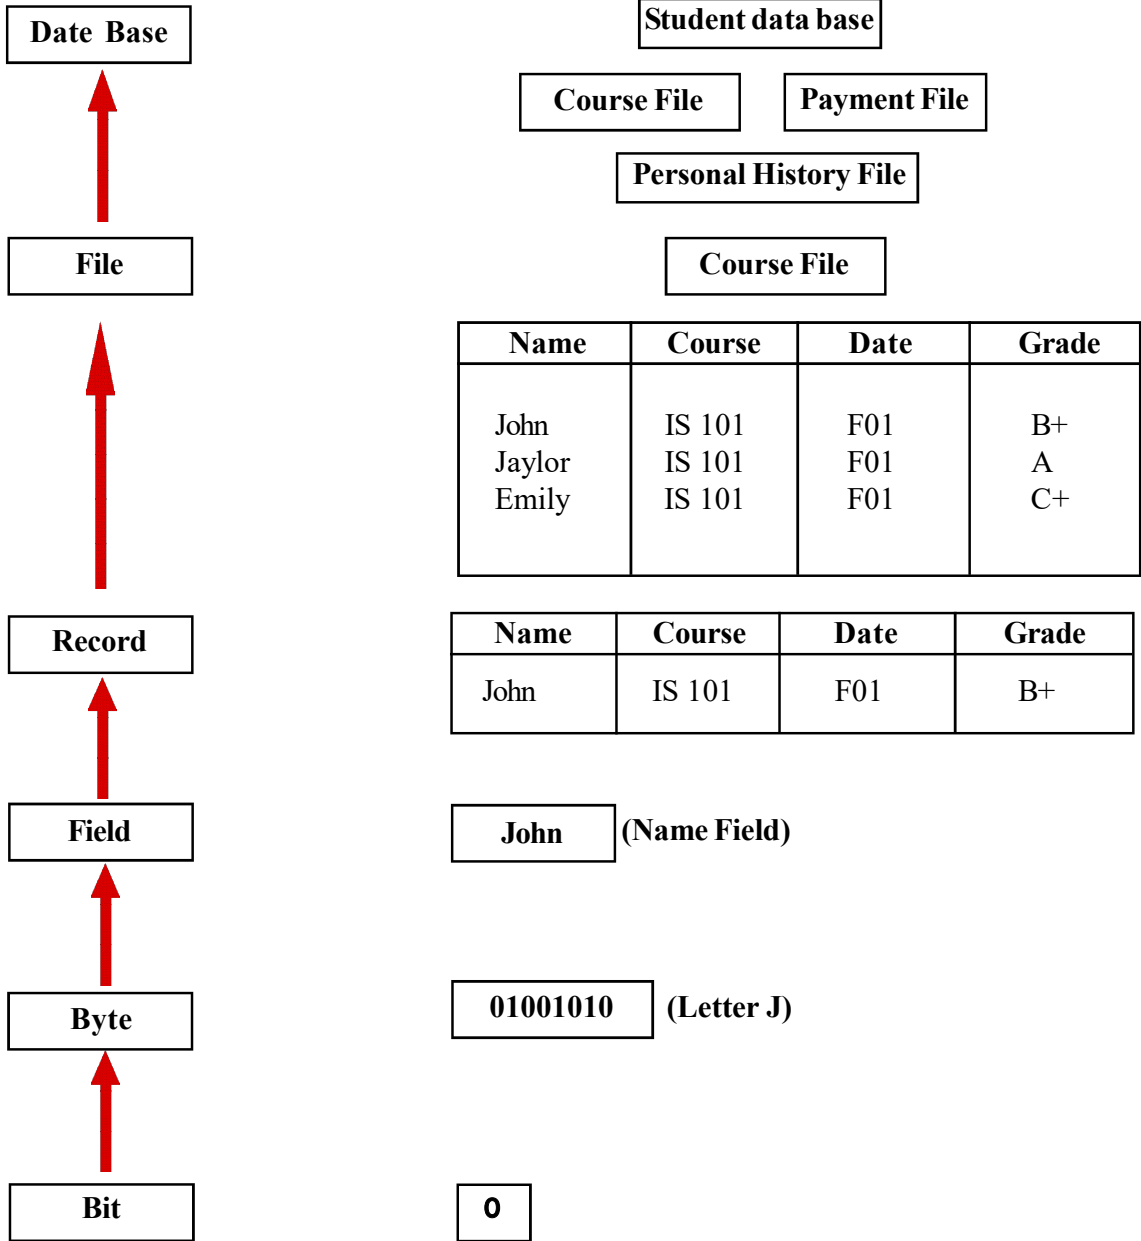 Date Base
Student data base
Course File
Payment File
Personal History File
File
Course File
Name Course Date Grade
John IS 101 F01 B+
Jaylor IS 101 F01 A
Emily IS 101 F01 C+
Record
Name Course Date Grade
John IS 101 F01 B+
Field
John (Name Field)
Byte
01001010 (Letter J)
Bit
0